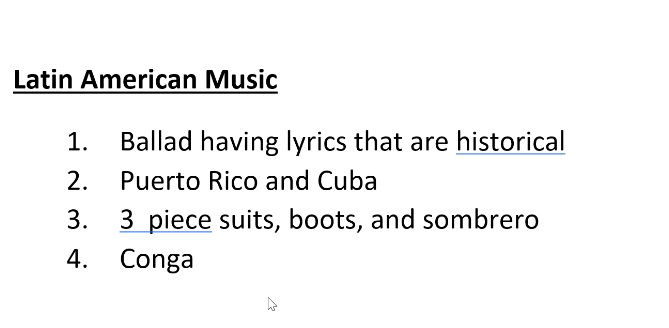 Latin American Music
1. Ballad having lyrics that are historical
2. Puerto Rico and Cuba
3. 3  piece suits, boots, and sombrero
4. Conga